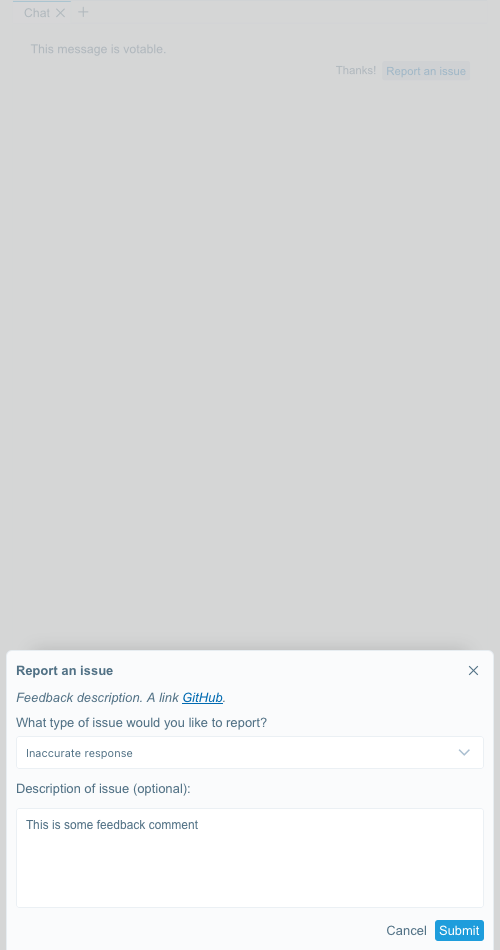 Chat
This message is votable.
Thanks! Report an issue
Report an issue
Feedback description. A link GitHub.
What type of issue would you like to report?
Inaccurate response
Description of issue (optional):
This is some feedback comment
Cancel Submit